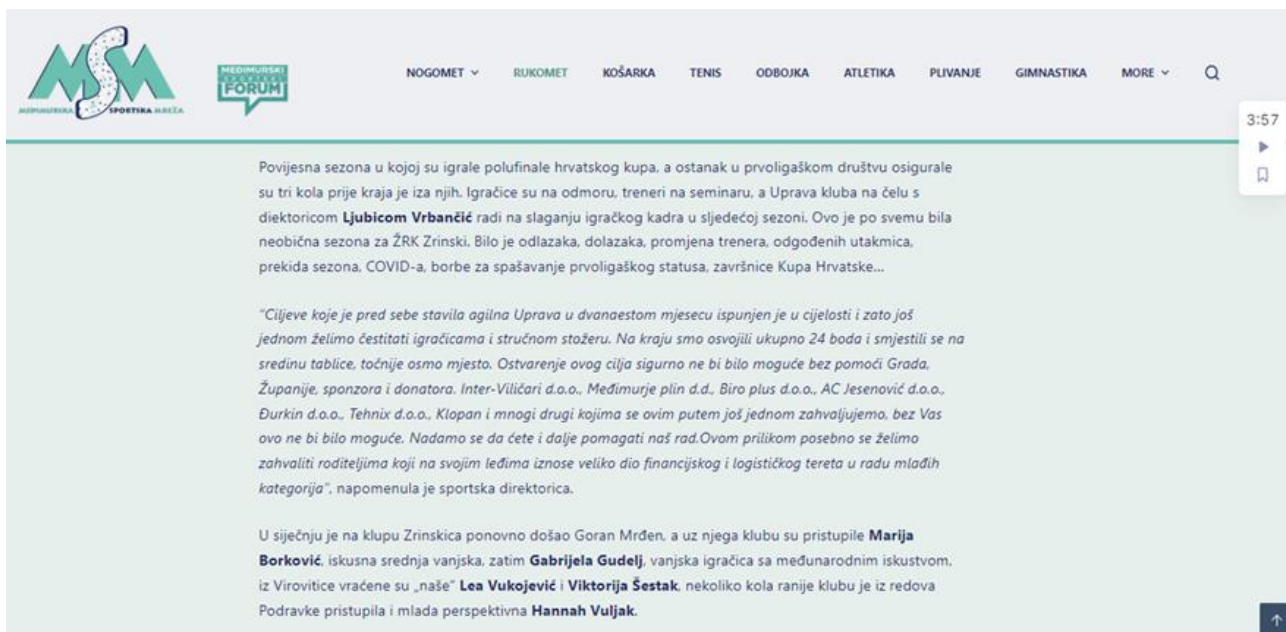 MSM
MEĐIMURSKA SPORTSKA MREŽA
MEĐIMURSKI
SPORTSKI
FORUM
NOGOMET RUKOMET KOŠARKA TENIS ODBOJKA ATLETIKA PLIVANJE GIMNASTIKA MORE
3:57
Povijesna sezona u kojoj su igrale polufinale hrvatskog kupa, a ostanak u prvoligaškom društvu osigurale
su tri kola prije kraja je iza njih. Igračice su na odmoru, treneri na seminaru, a Uprava kluba na čelu s
diektoricom Ljubicom Vrbančić radi na slaganju igračkog kadra u sljedećoj sezoni. Ovo je po svemu bila
neobična sezona za ŽRK Zrinski. Bilo je odlazaka, dolazaka, promjena trenera, odgođenih utakmica,
prekida sezona, COVID-a, borbe za spašavanje prvoligaškog statusa, završnice Kupa Hrvatske...
"Ciljeve koje je pred sebe stavila agilna Uprava u dvanaestom mjesecu ispunjen je u cijelosti i zato još
jednom želimo čestitati igračicama i stručnom stožeru. Na kraju smo osvojili ukupno 24 boda i smjestili se na
sredinu tablice, točnije osmo mjesto. Ostvarenje ovog cilja sigurno ne bi bilo moguće bez pomoći Grada,
Županije, sponzora i donatora. Inter-Viličari d.o.o., Međimurje plin d.d., Biro plus d.o.o., AC Jesenović d.o.o.,
Đurkin d.o.o., Tehnix d.o.o., Klopan i mnogi drugi kojima se ovim putem još jednom zahvaljujemo, bez Vas
ovo ne bi bilo moguće. Nadamo se da ćete i dalje pomagati naš rad.Ovom prilikom posebno se želimo
zahvaliti roditeljima koji na svojim leđima iznose veliko dio financijskog i logističkog tereta u radu mlađih
kategorija", napomenula je sportska direktorica.
U siječnju je na klupu Zrinskica ponovno došao Goran Mrđen, a uz njega klubu su pristupile Marija
Borković, iskusna srednja vanjska, zatim Gabrijela Gudelj, vanjska igračica sa međunarodnim iskustvom,
iz Virovitice vraćene su „naše" Lea Vukojević i Viktorija Šestak, nekoliko kola ranije klubu je iz redova
Podravke pristupila i mlada perspektivna Hannah Vuljak.